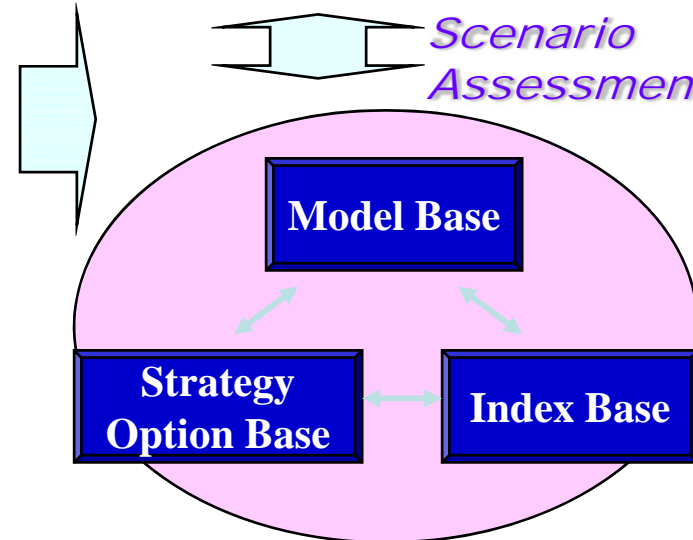 Scenario
Assessmen
Model Base
Strategy
Option Base
Index Base